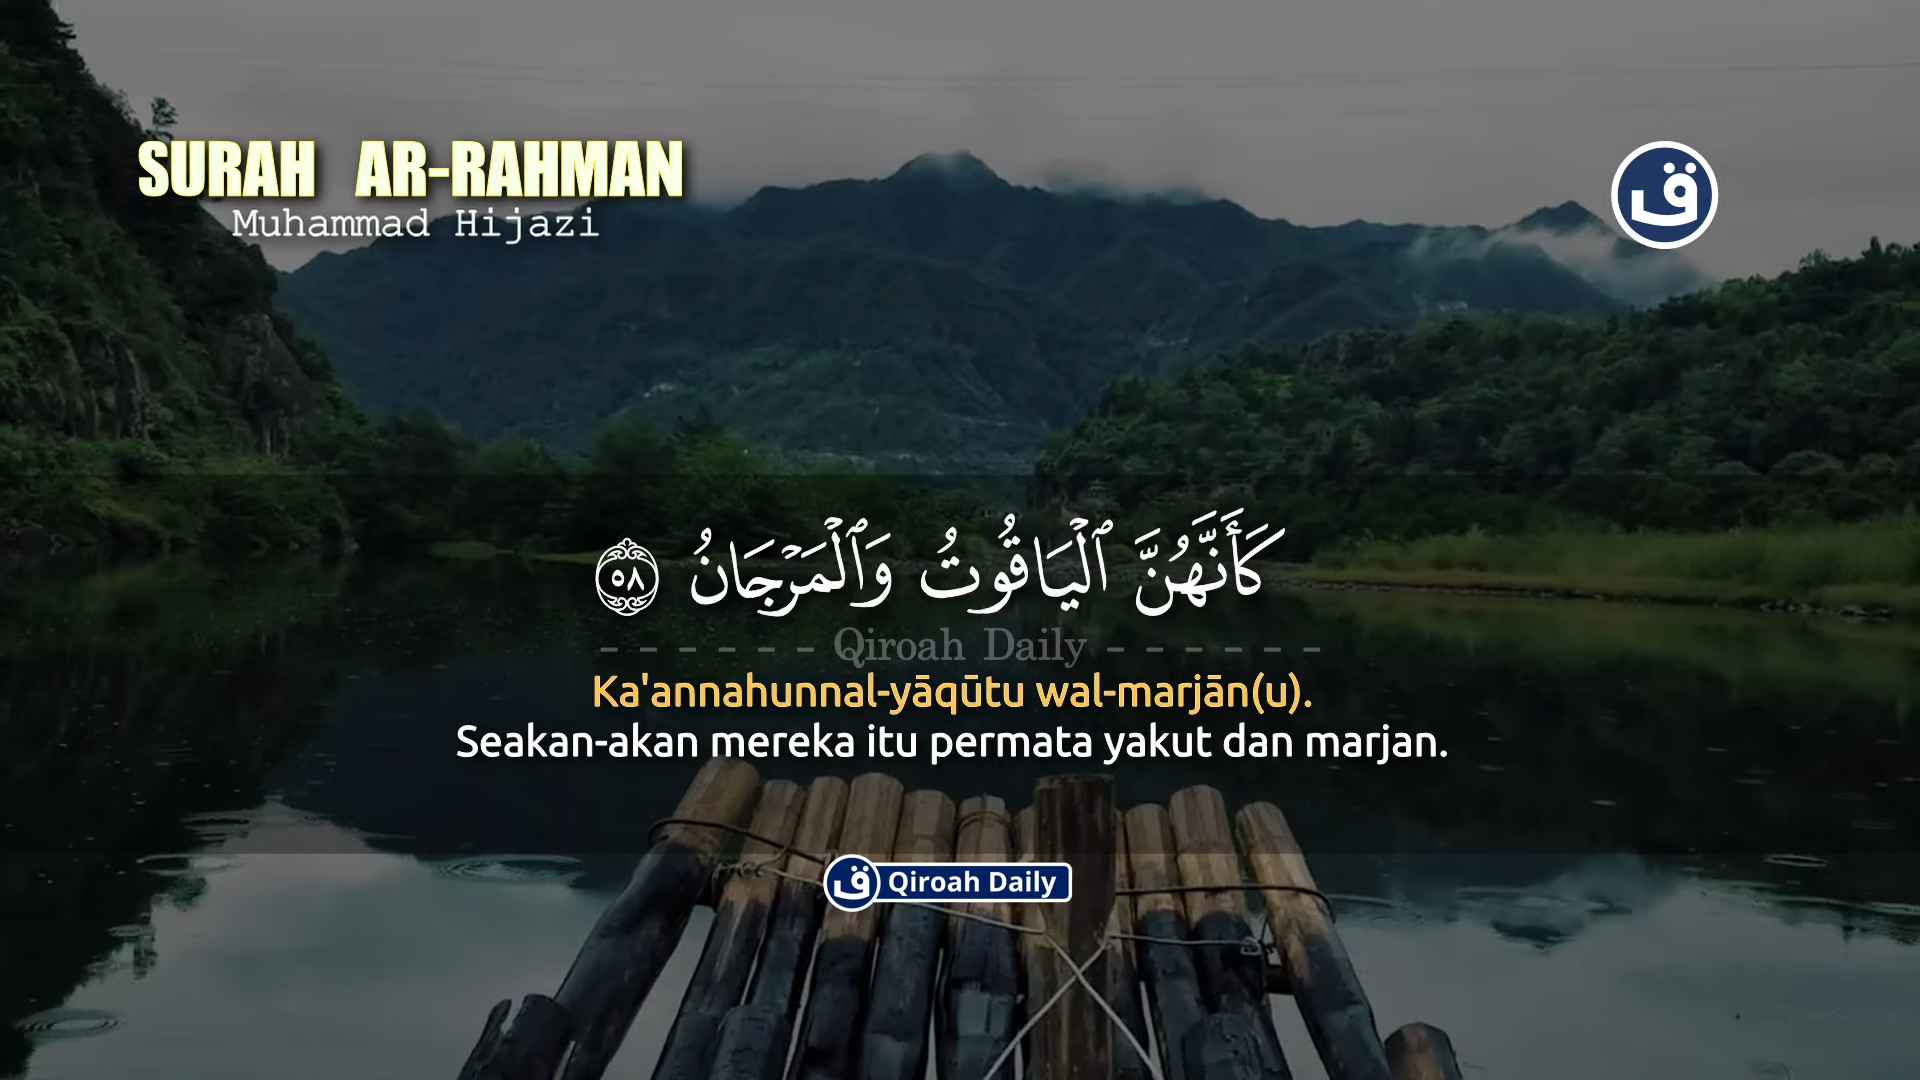 SURAH AR-RAHMAN
Muhammad Hijazi
ق
كَأَنَّهُنَّ ٱلْيَاقُوتُ وَٱلْمَرْجَانُ ٥٨
- - - - - - Qiroah Daily - - - - - -
Ka'annahunnal-yāqūtu wal-marjān(u).
Seakan-akan mereka itu permata yakut dan marjan.
ق Qiroah Daily